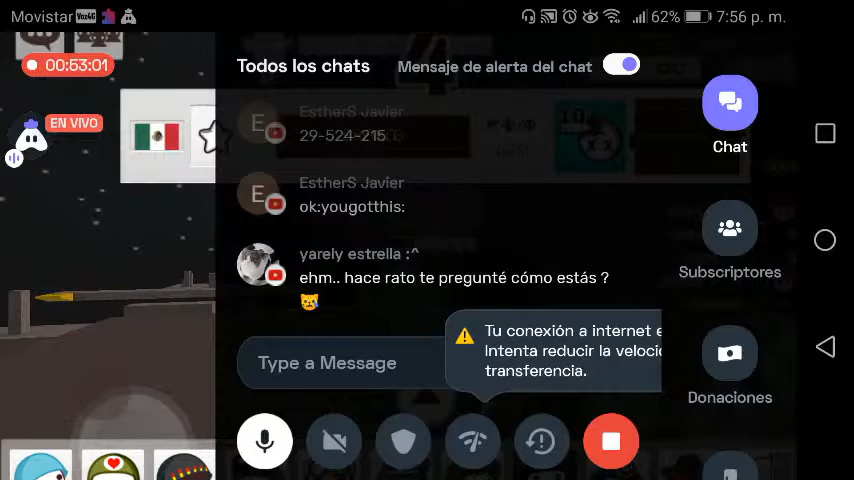 Movistar Voz4G 62% 7:56 p. m.
00:53:01
Todos los chats
Mensaje de alerta del chat
EN VIVO
E
EstherS Javier
29-524-215
Chat
E
EstherS Javier
ok:yougotthis:
yarely estrella :^
ehm.. hace rato te pregunté cómo estás ?
Subscriptores
Tu conexión a internet e
Intenta reducir la veloci
transferencia.
Type a Message
Donaciones